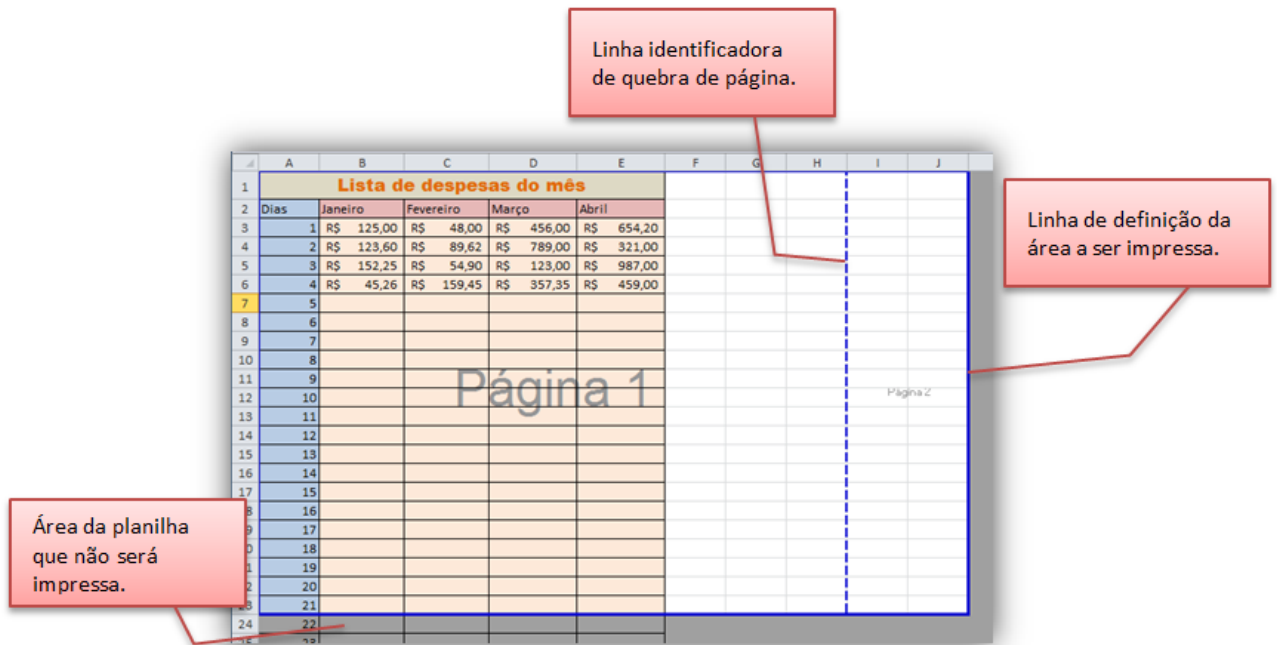 Linha identificadora
de quebra de página.
Linha de definição da
área a ser impressa.
Área da planilha
que não será
impressa.
A B C D E F G H I J
1 Lista de despesas do mês
2 Dias Janeiro Fevereiro Março Abril
3 1 R$ 125,00 R$ 48,00 R$ 456,00 R$ 654,20
4 2 R$ 123,60 R$ 89,62 R$ 789,00 R$ 321,00
5 3 R$ 152,25 R$ 54,90 R$ 123,00 R$ 987,00
6 4 R$ 45,26 R$ 159,45 R$ 357,35 R$ 459,00
7 5
8 6
9 7
10 8
11 9
12 10
13 11
14 12
15 13
16 14
17 15
16
17
18
19
20
21
24 22
Página 1
Página 2